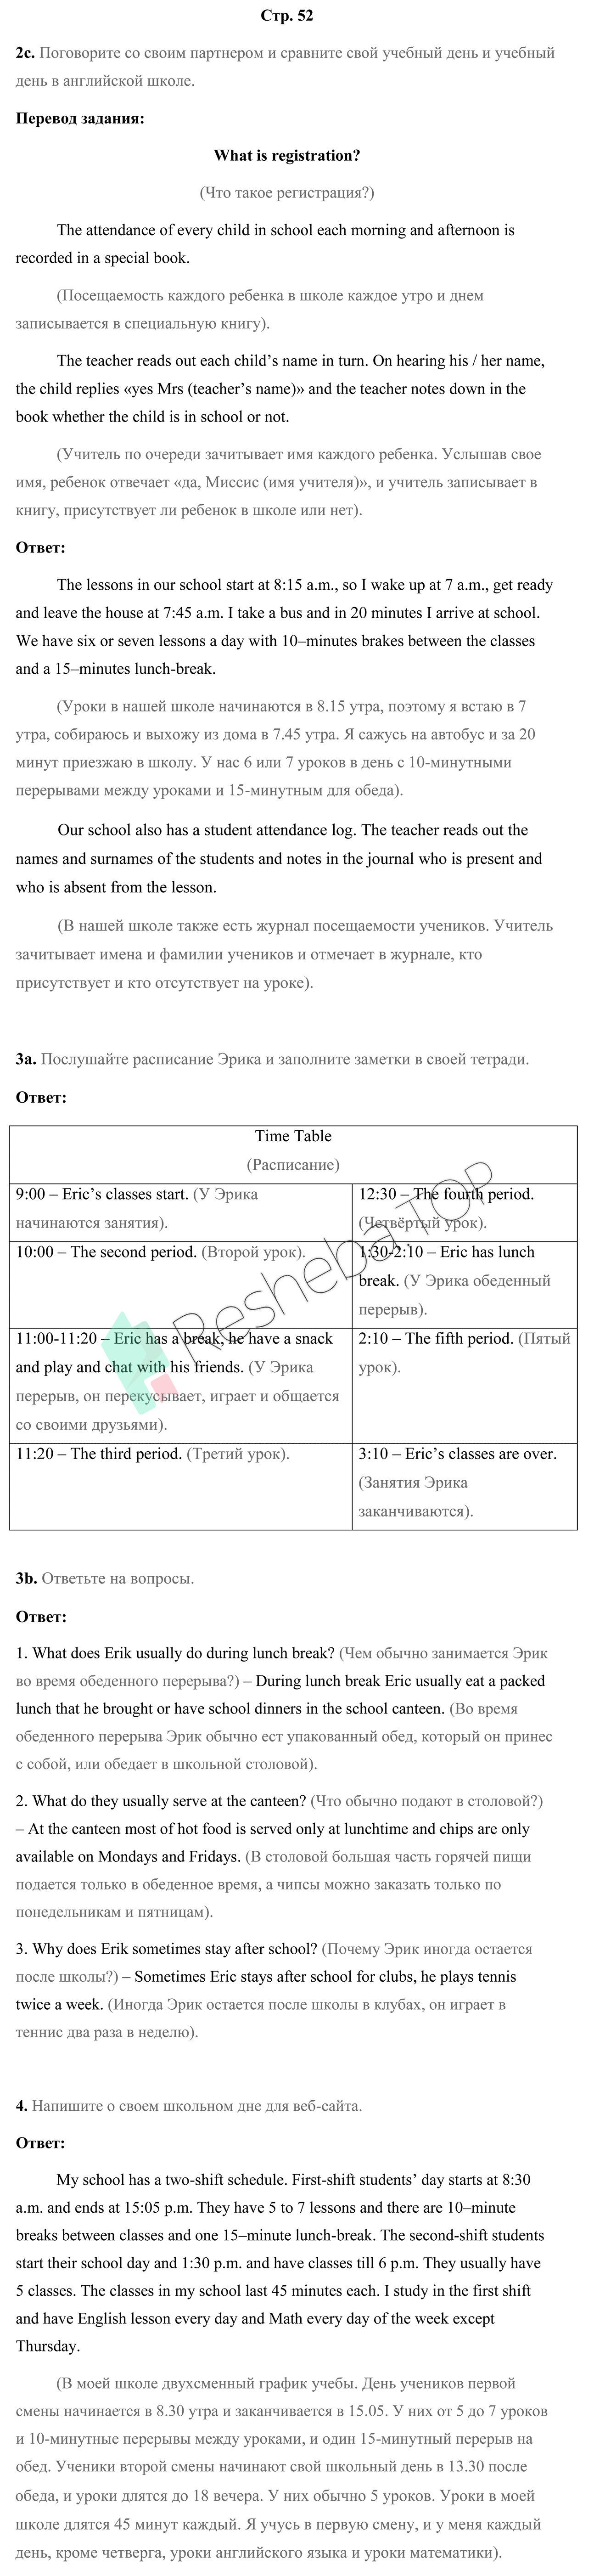 Стр. 52
2c. Поговорите со своим партнером и сравните свой учебный день и учебный
день в английской школе.
Перевод задания:
What is registration?
(Что такое регистрация?)
The attendance of every child in school each morning and afternoon is
recorded in a special book.
(Посещаемость каждого ребенка в школе каждое утро и днем
записывается в специальную книгу).
The teacher reads out each child’s name in turn. On hearing his / her name,
the child replies «yes Mrs (teacher’s name)» and the teacher notes down in the
book whether the child is in school or not.
(Учитель по очереди зачитывает имя каждого ребенка. Услышав свое
имя, ребенок отвечает «да, Миссис (имя учителя)», и учитель записывает в
книгу, присутствует ли ребенок в школе или нет).
Ответ:
The lessons in our school start at 8:15 a.m., so I wake up at 7 a.m., get ready
and leave the house at 7:45 a.m. I take a bus and in 20 minutes I arrive at school.
We have six or seven lessons a day with 10–minutes brakes between the classes
and a 15–minutes lunch-break.
(Уроки в нашей школе начинаются в 8.15 утра, поэтому я встаю в 7
утра, собираюсь и выхожу из дома в 7.45 утра. Я сажусь на автобус и за 20
минут приезжаю в школу. У нас 6 или 7 уроков в день с 10-минутными
перерывами между уроками и 15-минутным для обеда).
Our school also has a student attendance log. The teacher reads out the
names and surnames of the students and notes in the journal who is present and
who is absent from the lesson.
(В нашей школе также есть журнал посещаемости учеников. Учитель
зачитывает имена и фамилии учеников и отмечает в журнале, кто
присутствует и кто отсутствует на уроке).
3a. Послушайте расписание Эрика и заполните заметки в своей тетради.
Ответ:
Time Table
(Расписание)
9:00 – Eric’s classes start. (У Эрика
начинаются занятия).
12:30 – The fourth period.
(Четвёртый урок).
10:00 – The second period. (Второй урок).
1:30-2:10 – Eric has lunch
break. (У Эрика обеденный
перерыв).
11:00-11:20 – Eric has a break, he have a snack
and play and chat with his friends. (У Эрика
перерыв, он перекусывает, играет и общается
со своими друзьями).
2:10 – The fifth period. (Пятый
урок).
11:20 – The third period. (Третий урок).
3:10 – Eric’s classes are over.
(Занятия Эрика
заканчиваются).
Resheba.TOP
3b. Ответьте на вопросы.
Ответ:
1. What does Erik usually do during lunch break? (Чем обычно занимается Эрик
во время обеденного перерыва?) – During lunch break Eric usually eat a packed
lunch that he brought or have school dinners in the school canteen. (Во время
обеденного перерыва Эрик обычно ест упакованный обед, который он принес
с собой, или обедает в школьной столовой).
2. What do they usually serve at the canteen? (Что обычно подают в столовой?)
– At the canteen most of hot food is served only at lunchtime and chips are only
available on Mondays and Fridays. (В столовой большая часть горячей пищи
подается только в обеденное время, а чипсы можно заказать только по
понедельникам и пятницам).
3. Why does Erik sometimes stay after school? (Почему Эрик иногда остается
после школы?) – Sometimes Eric stays after school for clubs, he plays tennis
twice a week. (Иногда Эрик остается после школы в клубах, он играет в
теннис два раза в неделю).
4. Напишите о своем школьном дне для веб-сайта.
Ответ:
My school has a two-shift schedule. First-shift students’ day starts at 8:30
a.m. and ends at 15:05 p.m. They have 5 to 7 lessons and there are 10–minute
breaks between classes and one 15–minute lunch-break. The second-shift students
start their school day and 1:30 p.m. and have classes till 6 p.m. They usually have
5 classes. The classes in my school last 45 minutes each. I study in the first shift
and have English lesson every day and Math every day of the week except
Thursday.
(В моей школе двухсменный график учебы. День учеников первой
смены начинается в 8.30 утра и заканчивается в 15.05. У них от 5 до 7 уроков
и 10-минутные перерывы между уроками, и один 15-минутный перерыв на
обед. Ученики второй смены начинают свой школьный день в 13.30 после
обеда, и уроки длятся до 18 вечера. У них обычно 5 уроков. Уроки в моей
школе длятся 45 минут каждый. Я учусь в первую смену, и у меня каждый
день, кроме четверга, уроки английского языка и уроки математики).